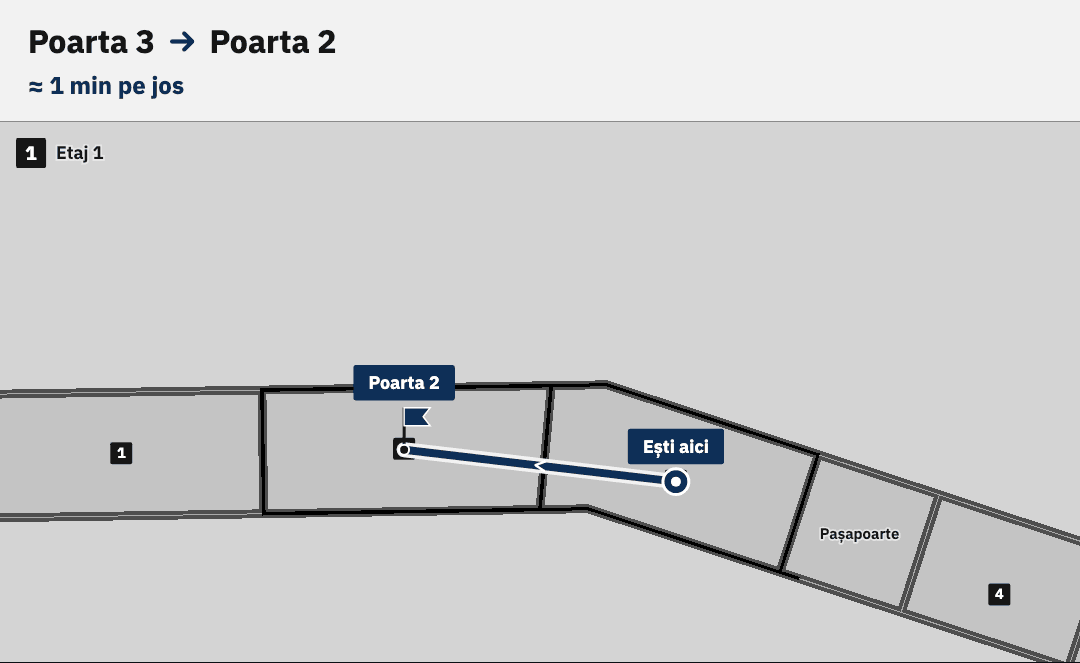 Poarta 3 → Poarta 2
≈ 1 min pe jos
1 Etaj 1
Poarta 2
Ești aici
1
Pașapoarte
4